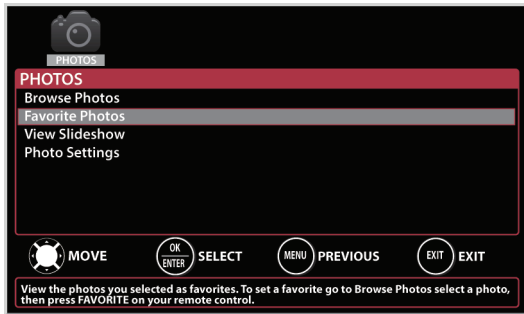 PHOTOS
PHOTOS
Browse Photos
Favorite Photos
View Slideshow
Photo Settings
MOVE OK ENTER SELECT MENU PREVIOUS EXIT EXIT
View the photos you selected as favorites. To set a favorite go to Browse Photos select a photo,
then press FAVORITE on your remote control.